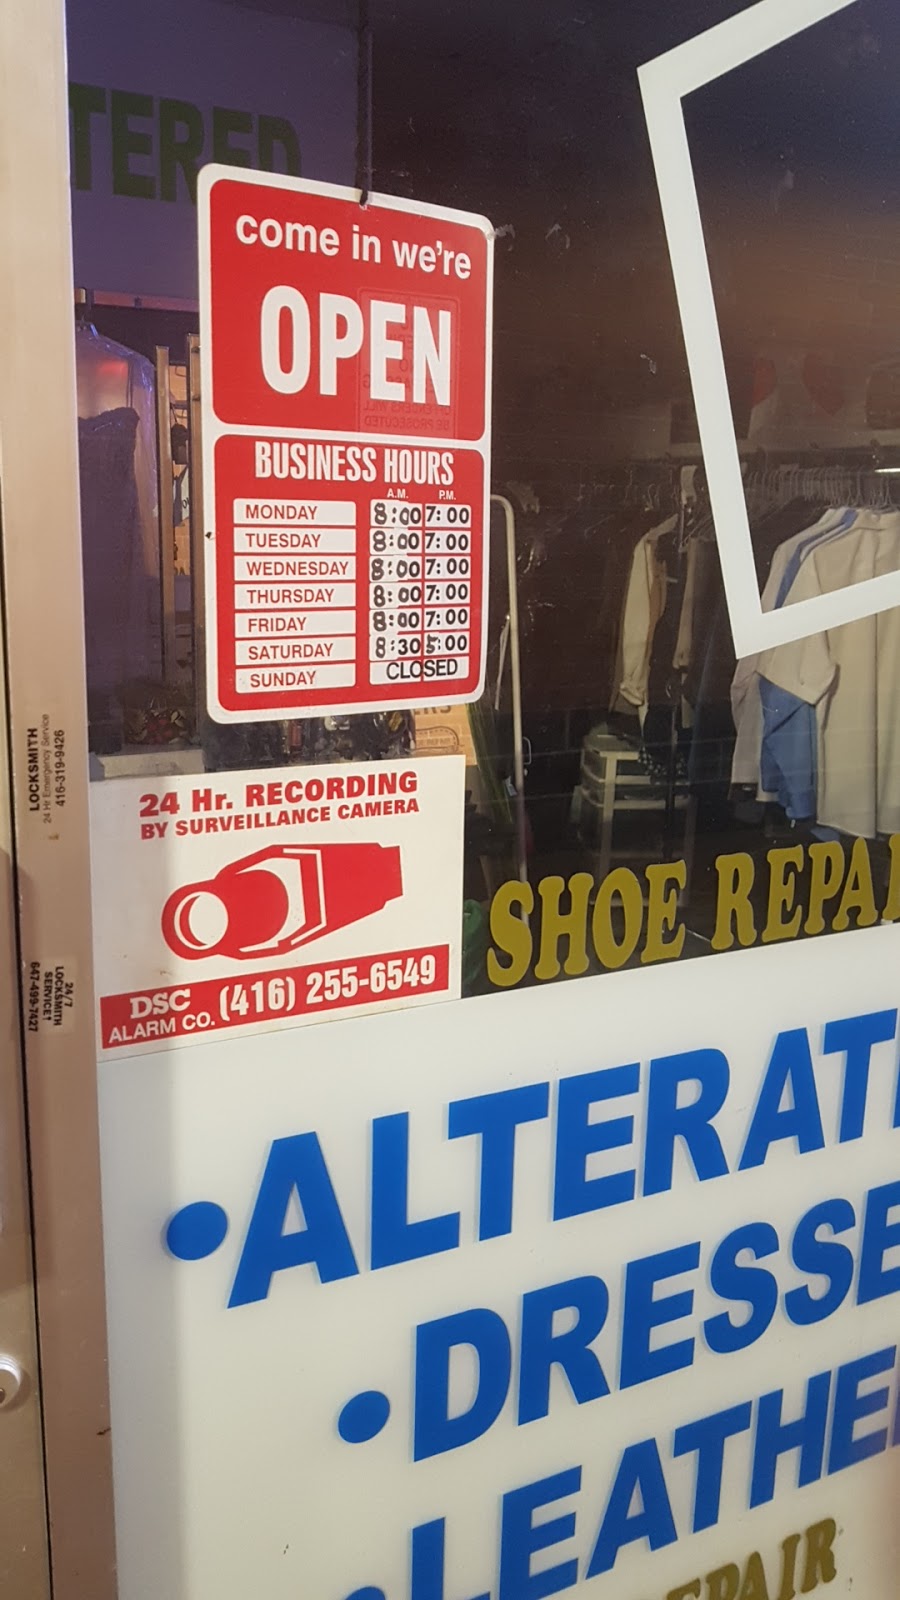 TERED
come in we're
OPEN
BUSINESS HOURS
A.M. P.M.
MONDAY 8:00 7:00
TUESDAY 8:00 7:00
WEDNESDAY 8:00 7:00
THURSDAY 8:00 7:00
FRIDAY 8:00 7:00
SATURDAY 8:30 5:00
SUNDAY CLOSED
LOCKSMITH
24 Hr Emergency Service
416-319-9426
24 Hr. RECORDING
BY SURVEILLANCE CAMERA
DSC
ALARM CO. (416) 255-6549
24/7
LOCKSMITH
SERVICE!
647-499-7427
SHOE REPAI
•ALTERATI
•DRESSE
•LEATHE
EPAIR